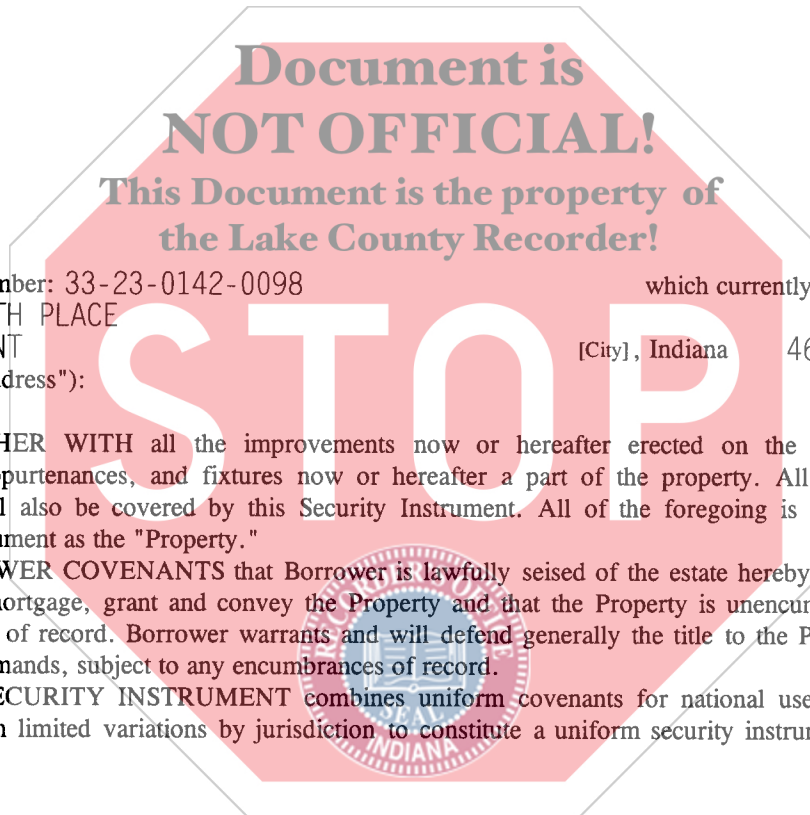 Document is
NOT OFFICIAL!
This Document is the property of
the Lake County Recorder!
nber: 33-23-0142-0098 which currently
TH PLACE
NT [City], Indiana 46
dress"):
STOP
HER WITH all the improvements now or hereafter erected on the
purtenances, and fixtures now or hereafter a part of the property. All
l also be covered by this Security Instrument. All of the foregoing is
ment as the "Property."
WER COVENANTS that Borrower is lawfully seised of the estate hereby
ortgage, grant and convey the Property and that the Property is unencum
of record. Borrower warrants and will defend generally the title to the P
mands, subject to any encumbrances of record.
ECURITY INSTRUMENT combines uniform covenants for national use
n limited variations by jurisdiction to constitute a uniform security instrum
RECORDER'S OFFICE
SEAL
INDIANA